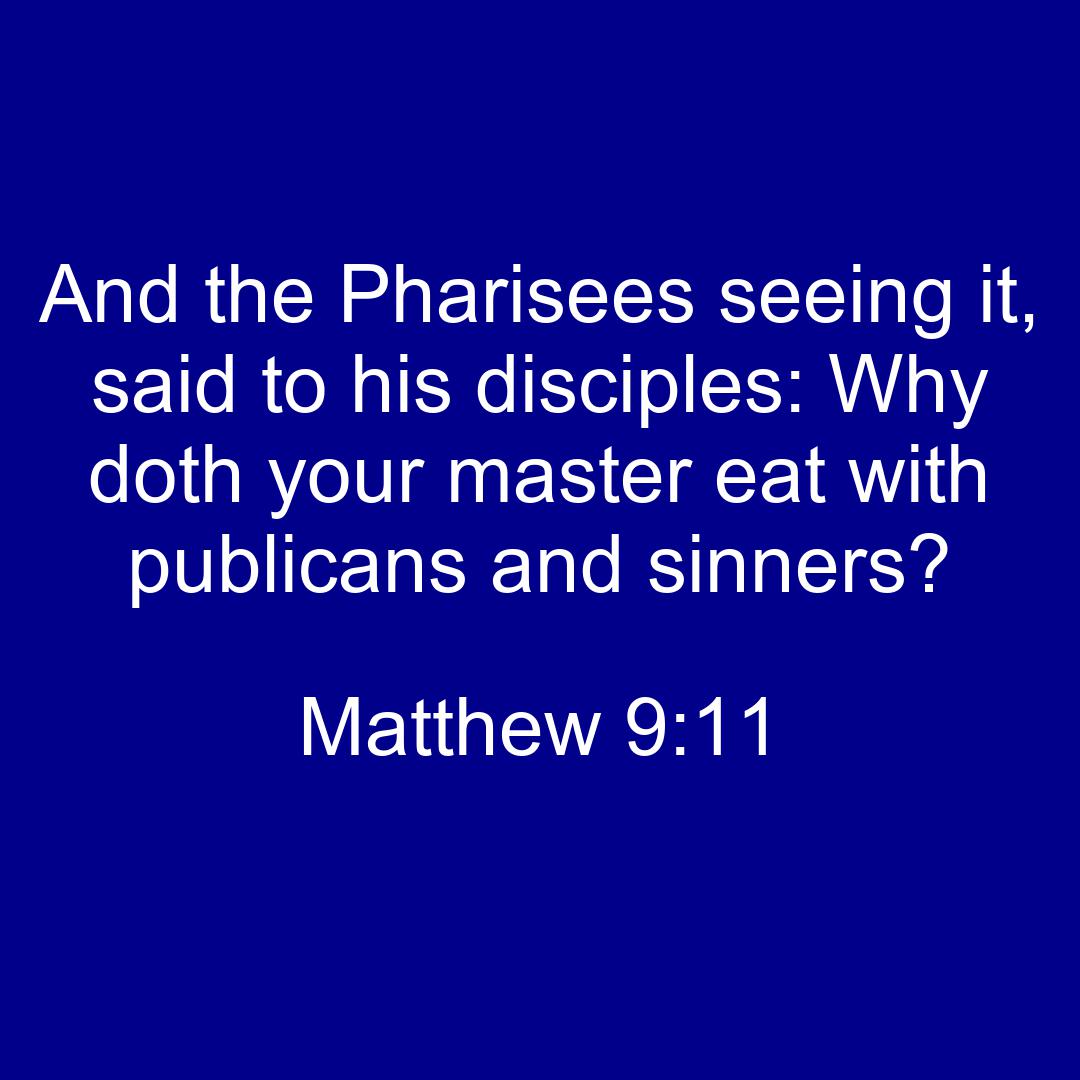 And the Pharisees seeing it,
said to his disciples: Why
doth your master eat with
publicans and sinners?
Matthew 9:11